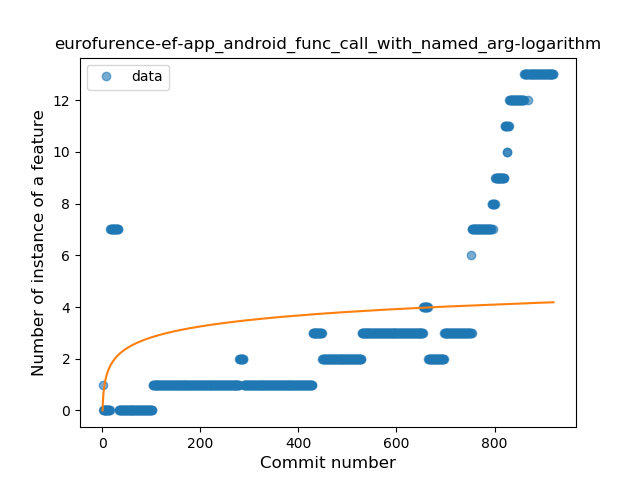 eurofurence-ef-app_android_func_call_with_named_arg-logarithm
data
Number of instance of a feature
12
10
8
6
4
2
0
0 200 400 600 800
Commit number